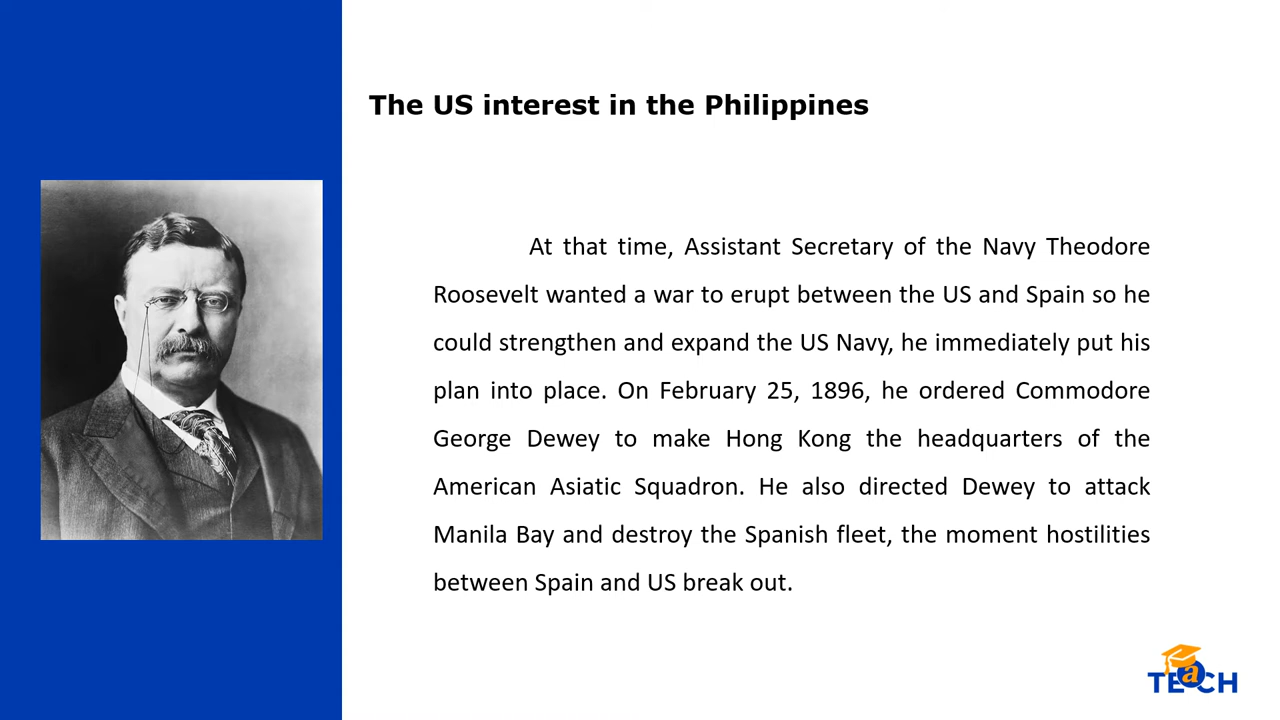 The US interest in the Philippines
At that time, Assistant Secretary of the Navy Theodore
Roosevelt wanted a war to erupt between the US and Spain so he
could strengthen and expand the US Navy, he immediately put his
plan into place. On February 25, 1896, he ordered Commodore
George Dewey to make Hong Kong the headquarters of the
American Asiatic Squadron. He also directed Dewey to attack
Manila Bay and destroy the Spanish fleet, the moment hostilities
between Spain and US break out.
TEaCH